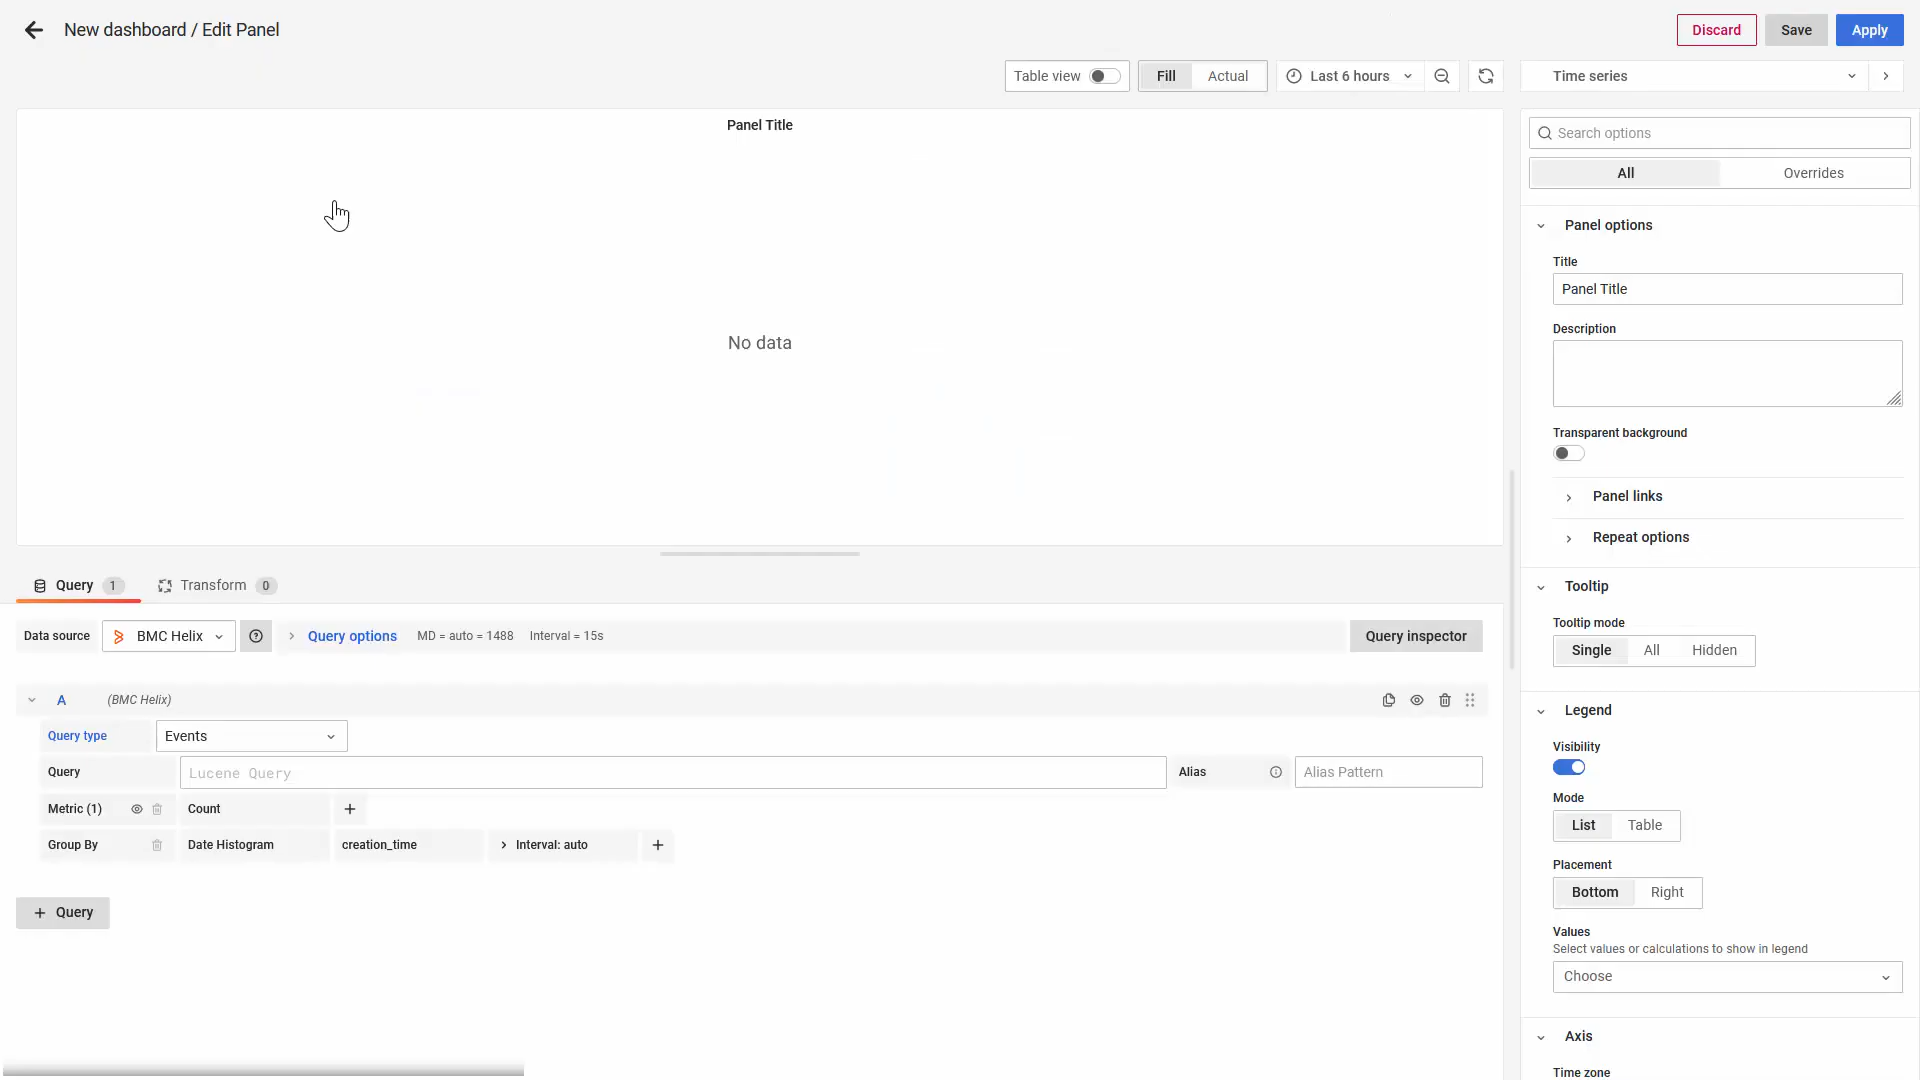 New dashboard / Edit Panel
Discard
Save
Apply
Table view
Fill
Actual
Last 6 hours
Time series
Panel Title
No data
Search options
All
Overrides
Panel options
Title
Panel Title
Description
Transparent background
Panel links
Repeat options
Tooltip
Tooltip mode
Single
All
Hidden
Legend
Visibility
Mode
List
Table
Placement
Bottom
Right
Values
Select values or calculations to show in legend
Choose
Axis
Time zone
Query 1
Transform 0
Data source
BMC Helix
Query options
MD = auto = 1488
Interval = 15s
Query inspector
A
(BMC Helix)
Query type
Events
Query
Lucene Query
Alias
Alias Pattern
Metric (1)
Count
Group By
Date Histogram
creation_time
Interval: auto
Query